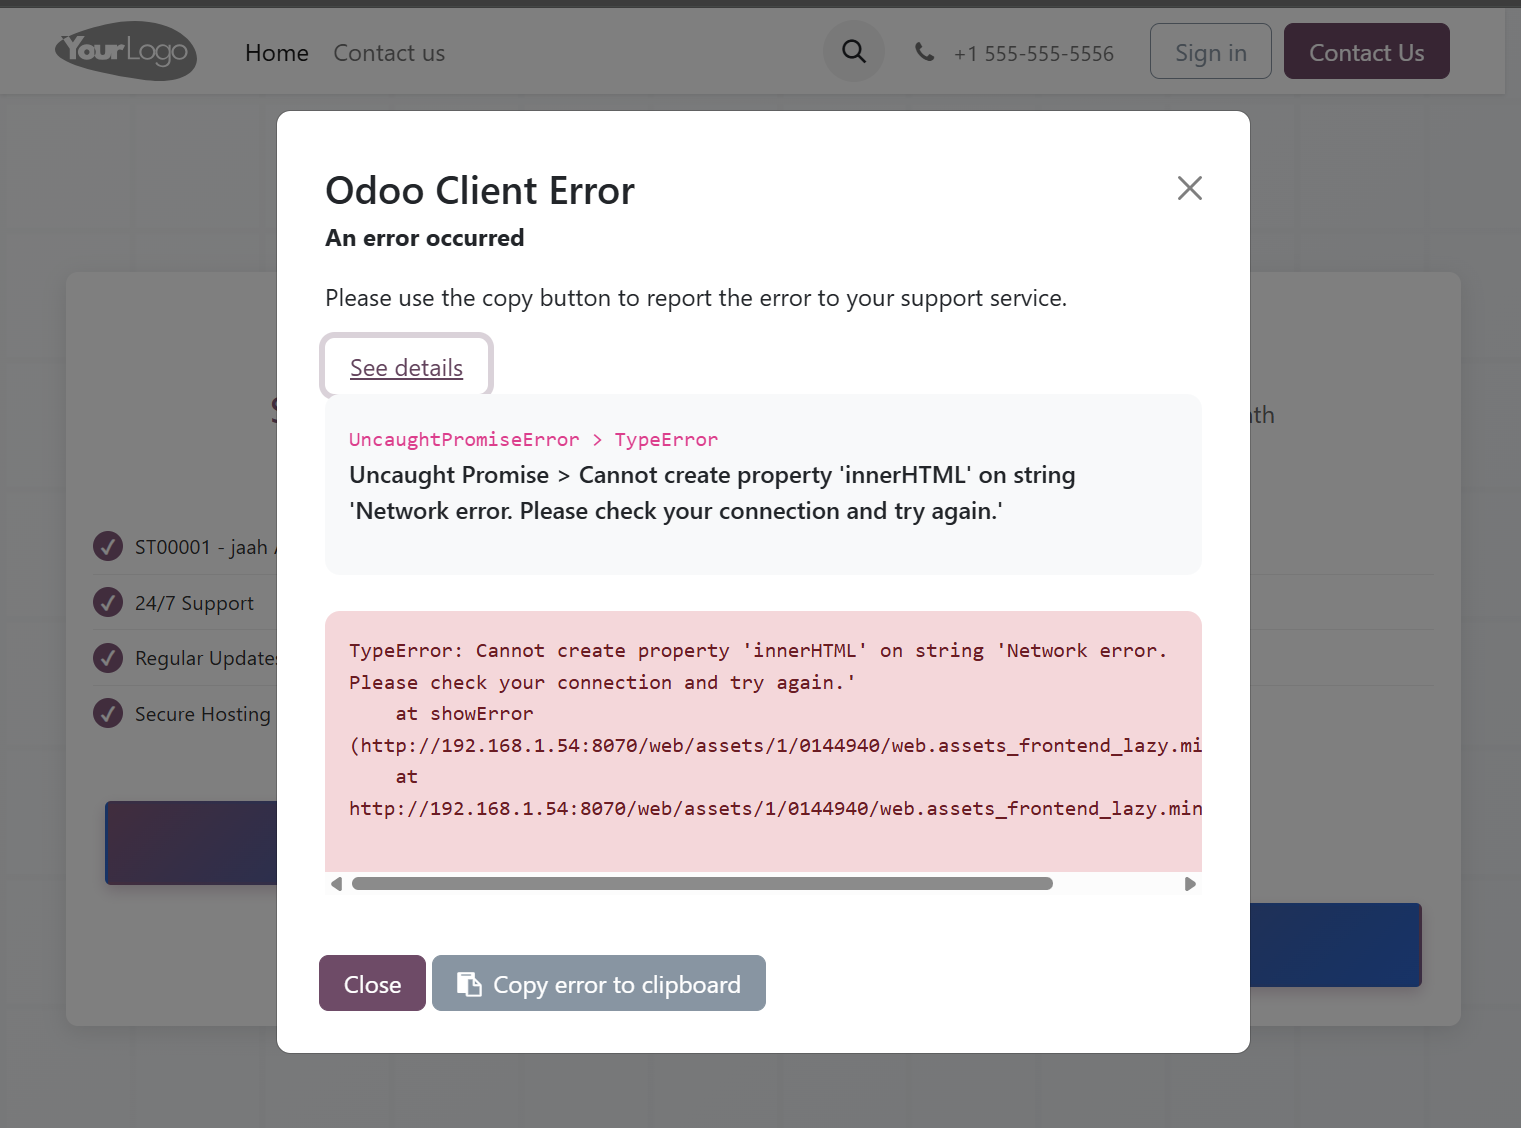 YourLogo
Home
Contact us
+1 555-555-5556
Sign in
Contact Us
Odoo Client Error
An error occurred
Please use the copy button to report the error to your support service.
See details
UncaughtPromiseError > TypeError
Uncaught Promise > Cannot create property 'innerHTML' on string
'Network error. Please check your connection and try again.'
TypeError: Cannot create property 'innerHTML' on string 'Network error.
Please check your connection and try again.'
at showError
(http://192.168.1.54:8070/web/assets/1/0144940/web.assets_frontend_lazy.mi
at
http://192.168.1.54:8070/web/assets/1/0144940/web.assets_frontend_lazy.min
ST00001 - jaah
24/7 Support
Regular Updates
Secure Hosting
Close
Copy error to clipboard